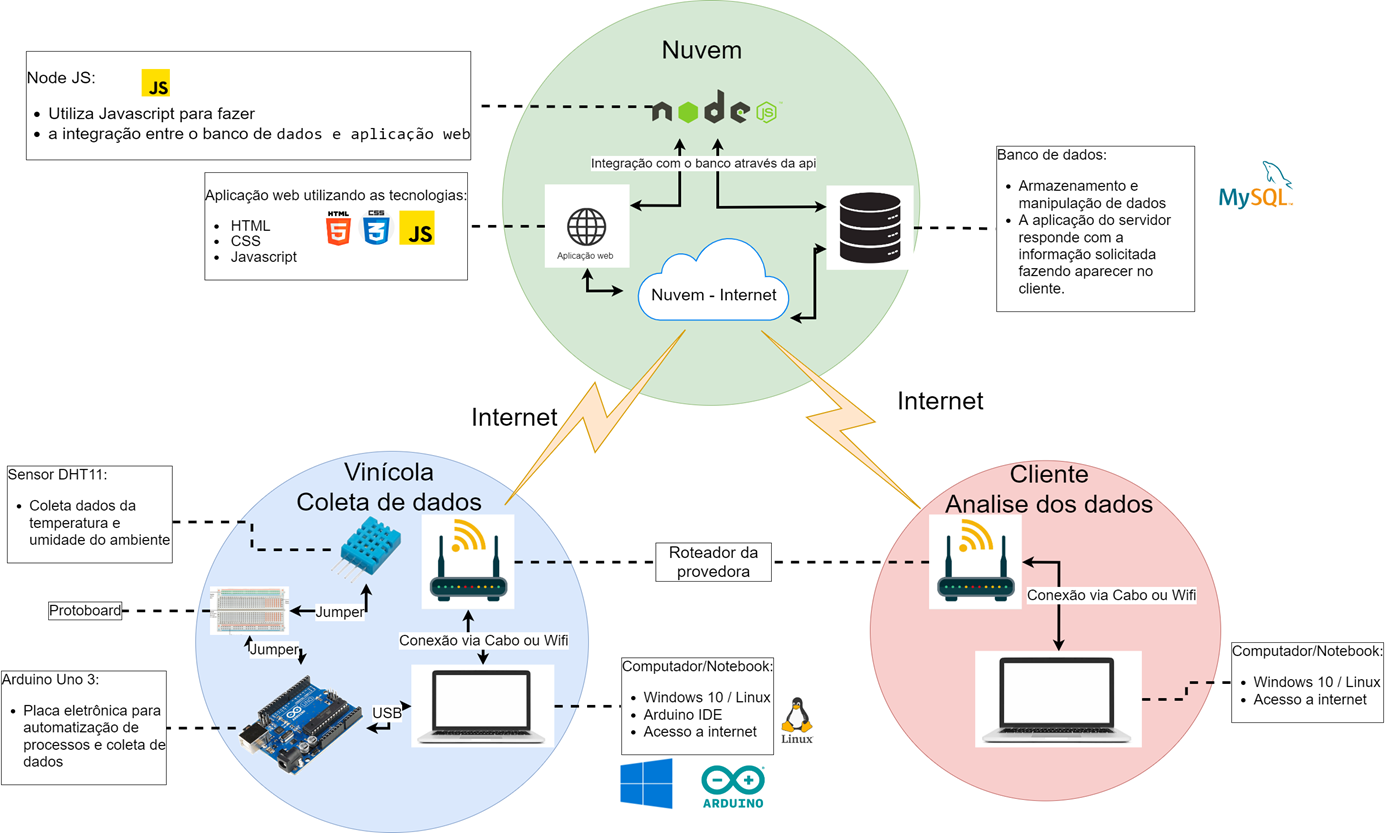 Nuvem
Node JS:
JS
• Utiliza Javascript para fazer
• a integração entre o banco de dados e aplicação web
node
JS
Integração com o banco através da api
Aplicação web utilizando as tecnologias:
• HTML
• CSS
• Javascript
HTML
5
CSS
3
JS
Aplicação web
Nuvem - Internet
Banco de dados:
• Armazenamento e
manipulação de dados
• A aplicação do servidor
responde com a
informação solicitada
fazendo aparecer no
cliente.
MySQL
Internet
Internet
Vinícola
Coleta de dados
Sensor DHT11:
• Coleta dados da
temperatura e
umidade do ambiente
Protoboard
Jumper
Jumper
Arduino Uno 3:
• Placa eletrônica para
automatização de
processos e coleta de
dados
USB
Conexão via Cabo ou Wifi
Computador/Notebook:
• Windows 10 / Linux
• Arduino IDE
• Acesso a internet
Linux
ARDUINO
Roteador da
provedora
Cliente
Analise dos dados
Conexão via Cabo ou Wifi
Computador/Notebook:
• Windows 10 / Linux
• Acesso a internet